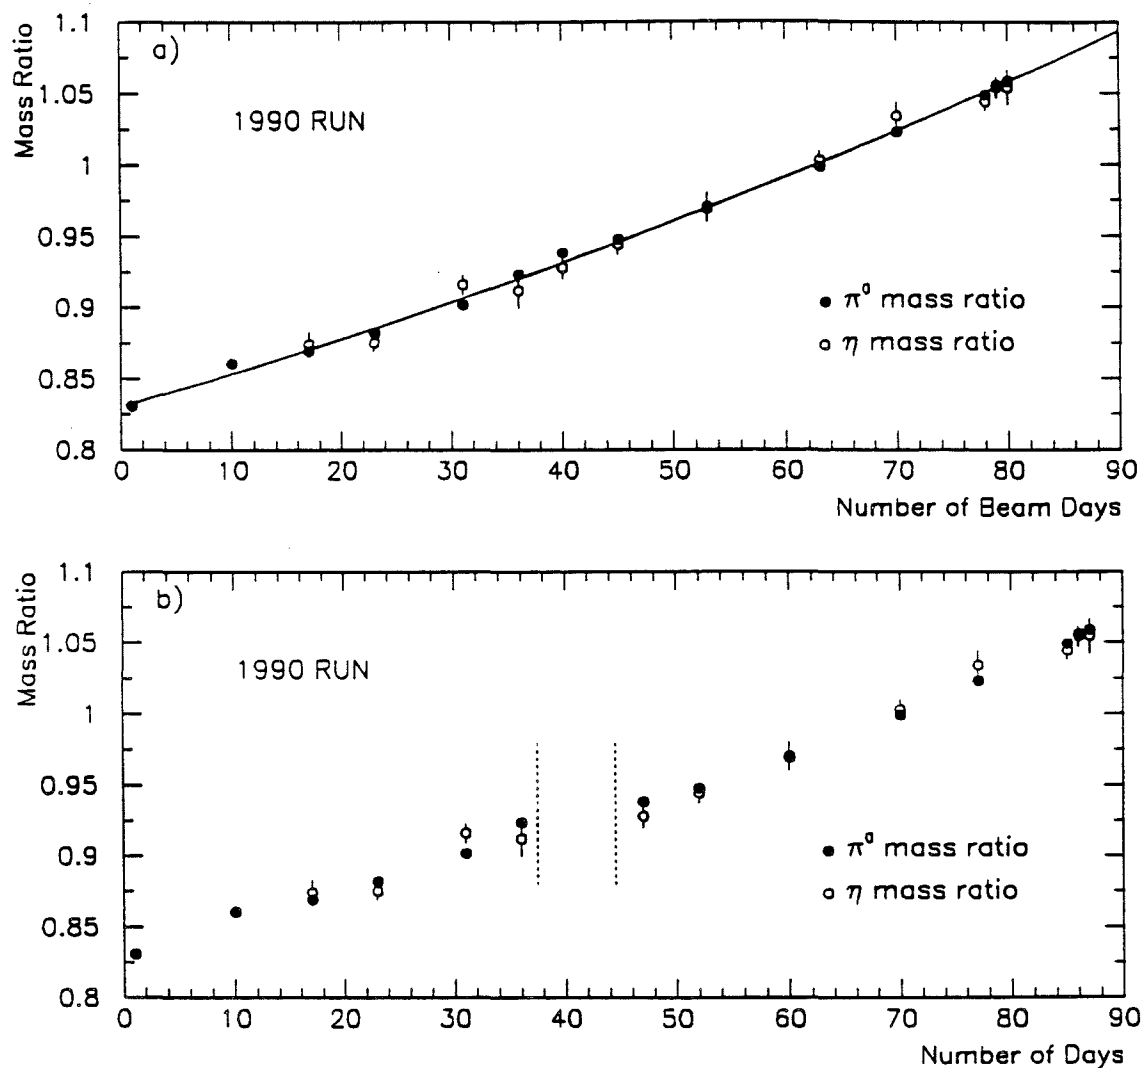 1.1
a)
Mass Ratio
1.05
1990 RUN
1
0.95
0.9
● π⁰ mass ratio
○ η mass ratio
0.85
0.8
0 10 20 30 40 50 60 70 80 90
Number of Beam Days
1.1
b)
Mass Ratio
1.05
1990 RUN
1
0.95
0.9
● π⁰ mass ratio
○ η mass ratio
0.85
0.8
0 10 20 30 40 50 60 70 80 90
Number of Days